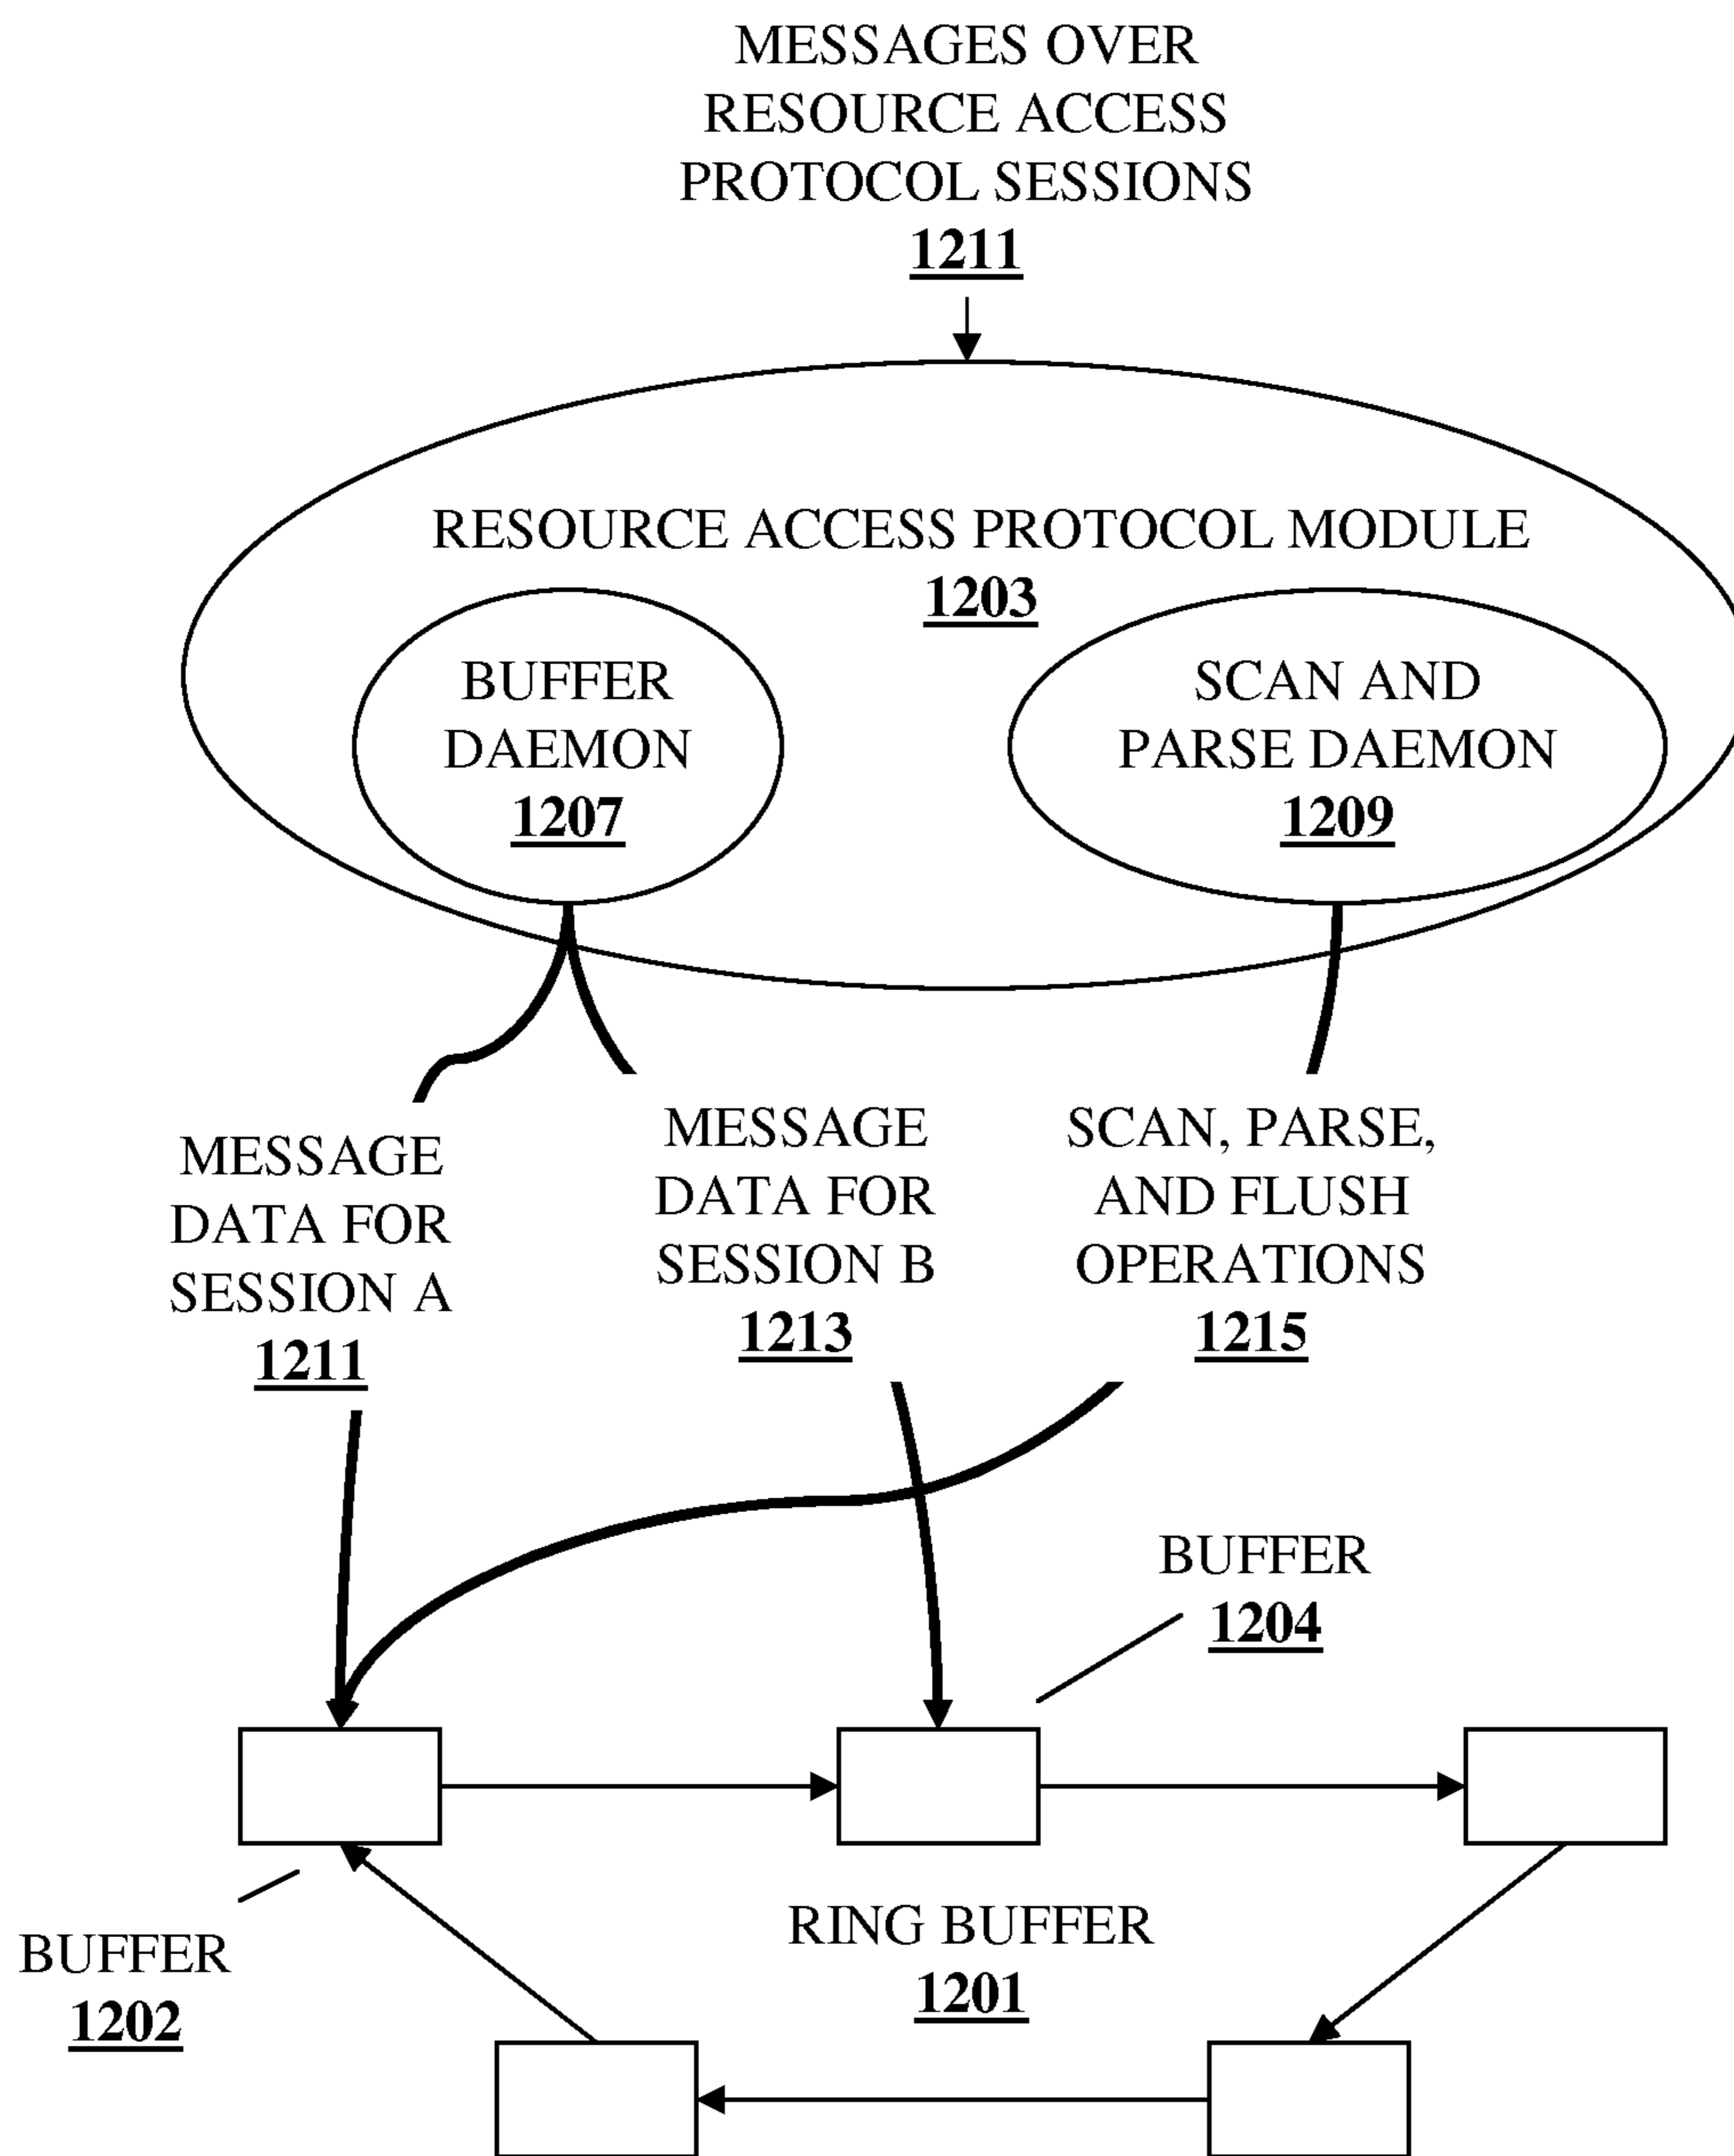 MESSAGES OVER
RESOURCE ACCESS
PROTOCOL SESSIONS
1211
RESOURCE ACCESS PROTOCOL MODULE
1203
BUFFER
DAEMON
1207
SCAN AND
PARSE DAEMON
1209
MESSAGE
DATA FOR
SESSION A
1211
MESSAGE
DATA FOR
SESSION B
1213
SCAN, PARSE,
AND FLUSH
OPERATIONS
1215
BUFFER
1204
BUFFER
1202
RING BUFFER
1201